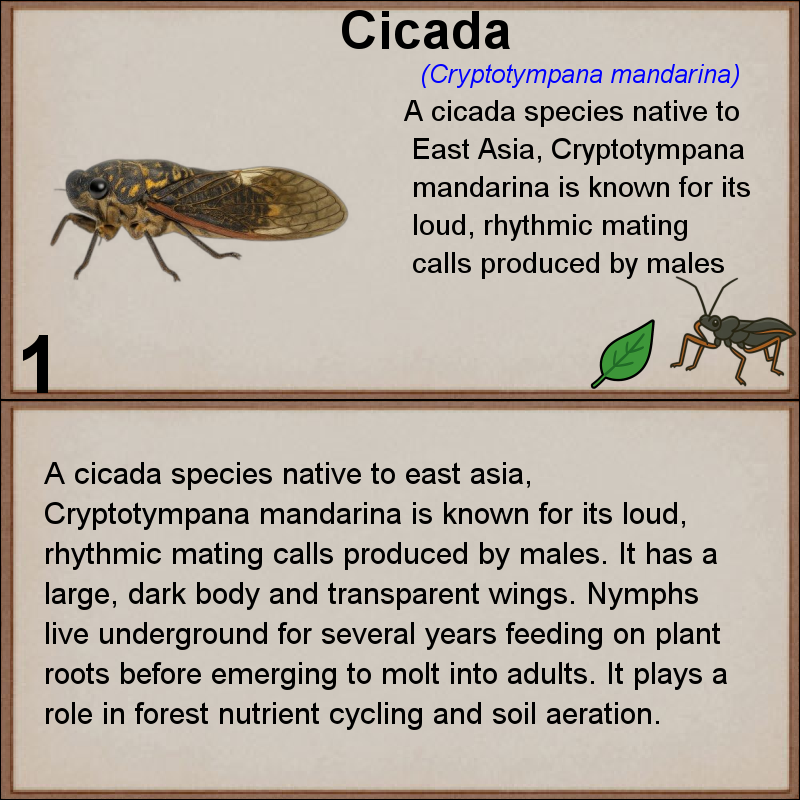 Cicada
(Cryptotympana mandarina)
A cicada species native to
East Asia, Cryptotympana
mandarina is known for its
loud, rhythmic mating
calls produced by males
1
A cicada species native to east asia,
Cryptotympana mandarina is known for its loud,
rhythmic mating calls produced by males. It has a
large, dark body and transparent wings. Nymphs
live underground for several years feeding on plant
roots before emerging to molt into adults. It plays a
role in forest nutrient cycling and soil aeration.